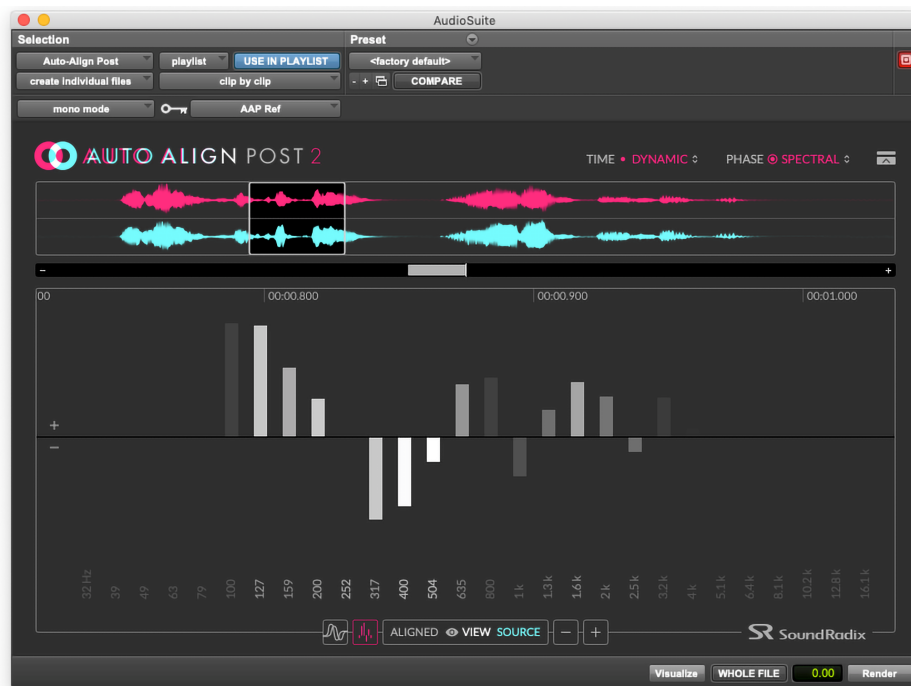 AudioSuite
Selection
Preset
Auto-Align Post playlist USE IN PLAYLIST <factory default>
create individual files clip by clip - + COMPARE
mono mode AAP Ref
AUTO ALIGN POST 2 TIME • DYNAMIC PHASE SPECTRAL
− +
00 00:00.800 00:00.900 00:01.000
+
−
32 Hz 39 49 63 79 100 127 159 200 252 317 400 504 635 800 1 k 1.3 k 1.6 k 2 k 2.5 k 3.2 k 4 k 5.1 k 6.4 k 8.1 k 10.2 k 12.8 k 16.1 k
ALIGNED VIEW SOURCE − +
SoundRadix
Visualize WHOLE FILE 0.00 Render